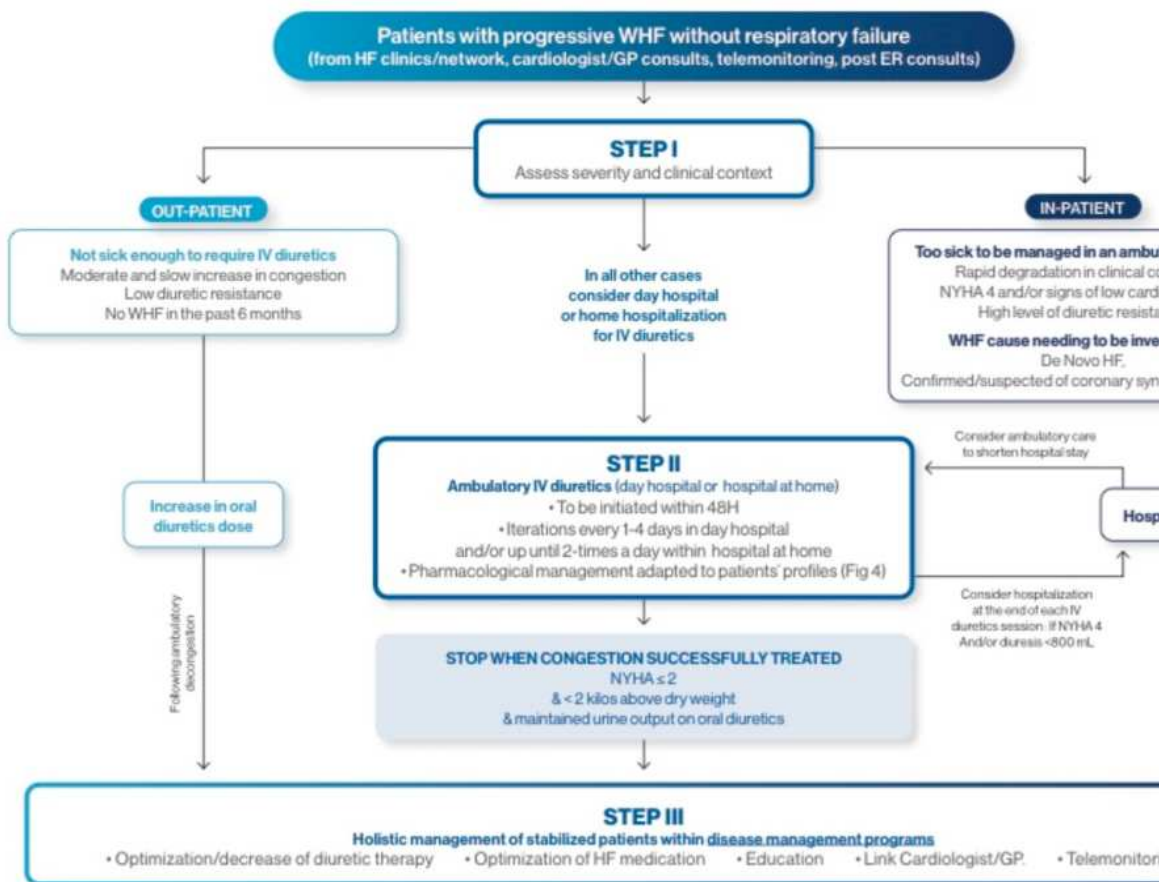 Patients with progressive WHF without respiratory failure
(from HF clinics/network, cardiologist/GP consults, telemonitoring, post ER consults)
STEP I
Assess severity and clinical context
OUT-PATIENT
Not sick enough to require IV diuretics
Moderate and slow increase in congestion
Low diuretic resistance
No WHF in the past 6 months
In all other cases
consider day hospital
or home hospitalization
for IV diuretics
IN-PATIENT
Too sick to be managed in an
Rapid degradation in clinical
NYHA 4 and/or signs of low
High level of diuretic
WHF cause needing to be
De Novo HF,
Confirmed/suspected of coronary
Increase in oral
diuretics dose
Following ambulatory
decongestion
STEP II
Ambulatory IV diuretics (day hospital or hospital at home)
• To be initiated within 48H
• Iterations every 1-4 days in day hospital
and/or up until 2-times a day within hospital at home
• Pharmacological management adapted to patients' profiles (Fig 4)
Consider ambulatory care
to shorten hospital stay
Consider hospitalization
at the end of each IV
diuretics session: If NYHA 4
And/or diuresis <800 mL
STOP WHEN CONGESTION SUCCESSFULLY TREATED
NYHA ≤ 2
& < 2 kilos above dry weight
& maintained urine output on oral diuretics
STEP III
Holistic management of stabilized patients within disease management programs
• Optimization/decrease of diuretic therapy • Optimization of HF medication • Education • Link Cardiologist/GP.